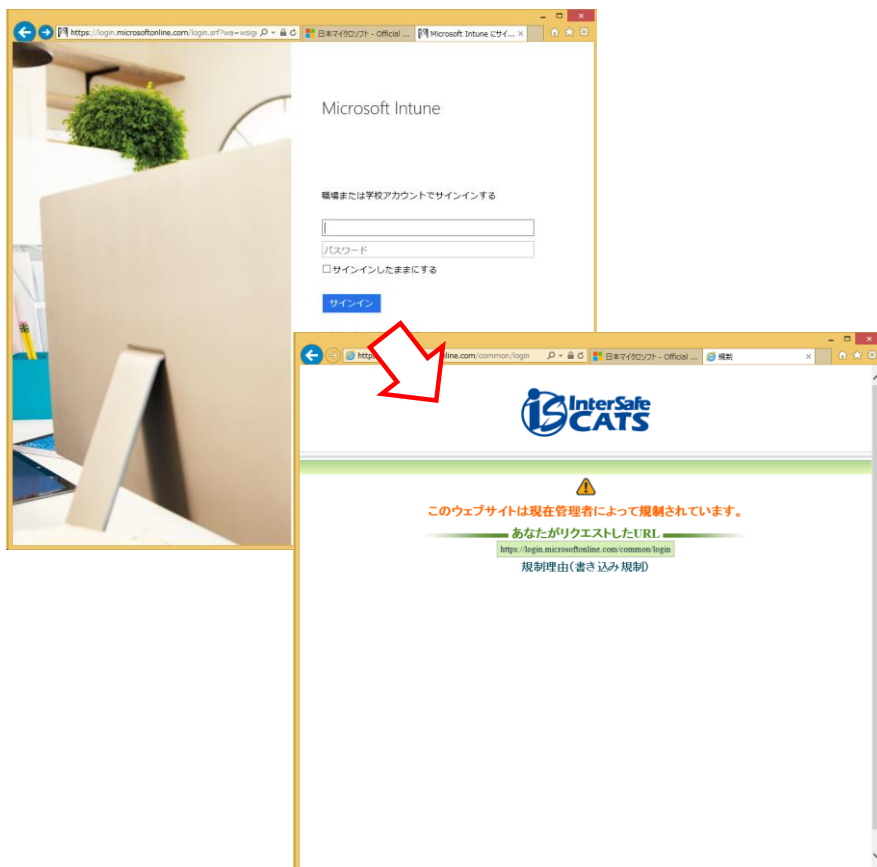 https://login.microsoftonline.com/login.srf?wa=wsig
日本マイクロソフト - Official ...
Microsoft Intune にサイ...
Microsoft Intune
職場または学校アカウントでサインインする
パスワード
サインインしたままにする
サインイン
https
line.com/common/login
日本マイクロソフト - Official ...
規制
InterSafe
CATS
このウェブサイトは現在管理者によって規制されています。
あなたがリクエストしたURL
https://login.microsoftonline.com/common/login
規制理由(書き込み規制)